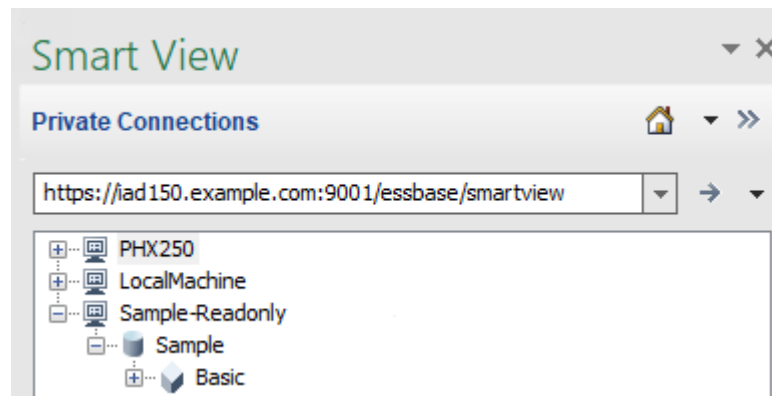 Smart View
Private Connections
https://iad150.example.com:9001/essbase/smartview
PHX250
LocalMachine
Sample-Readonly
Sample
Basic